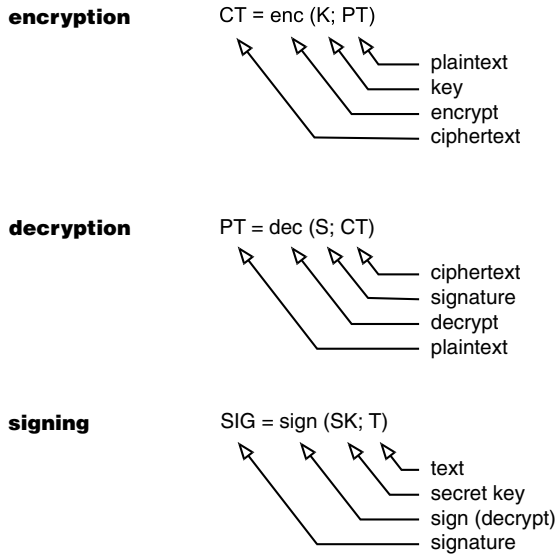 encryption CT = enc (K; PT)
plaintext
key
encrypt
ciphertext
decryption PT = dec (S; CT)
ciphertext
signature
decrypt
plaintext
signing SIG = sign (SK; T)
text
secret key
sign (decrypt)
signature